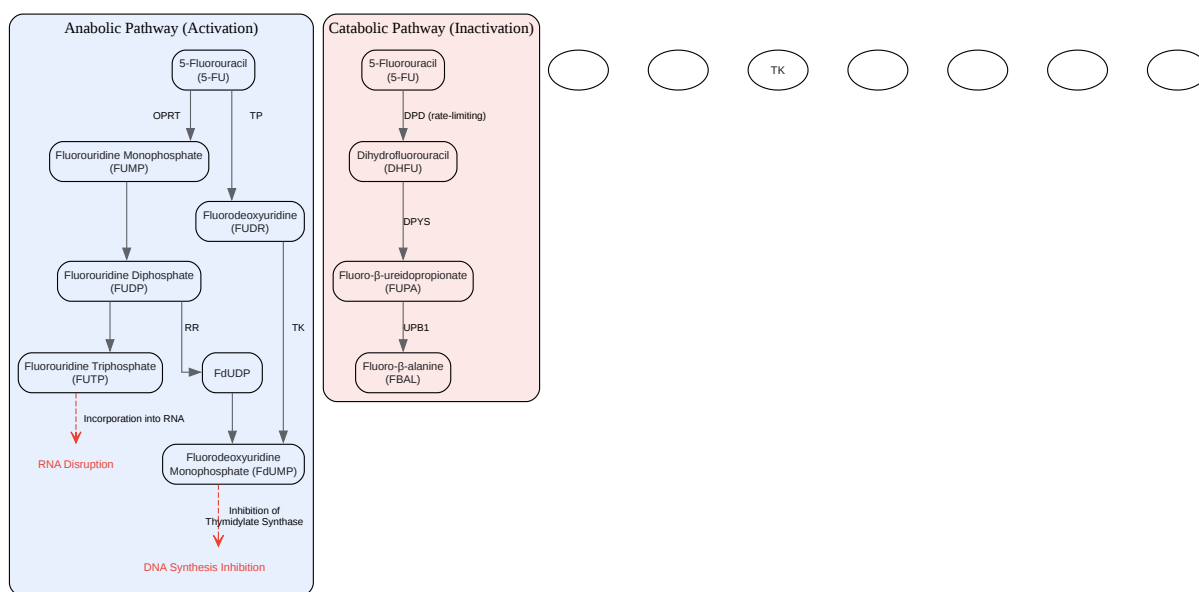 Anabolic Pathway (Activation)
5-Fluorouracil
(5-FU)
OPRT
TP
Fluorouridine Monophosphate
(FUMP)
Fluorodeoxyuridine
(FUDR)
Fluorouridine Diphosphate
(FUDP)
RR
TK
Fluorouridine Triphosphate
(FUTP)
FdUDP
Incorporation into RNA
RNA Disruption
Fluorodeoxyuridine
Monophosphate (FdUMP)
Inhibition of
Thymidylate Synthase
DNA Synthesis Inhibition
Catabolic Pathway (Inactivation)
5-Fluorouracil
(5-FU)
DPD (rate-limiting)
Dihydrofluorouracil
(DHFU)
DPYS
Fluoro-β-ureidopropionate
(FUPA)
UPB1
Fluoro-β-alanine
(FBAL)
TK